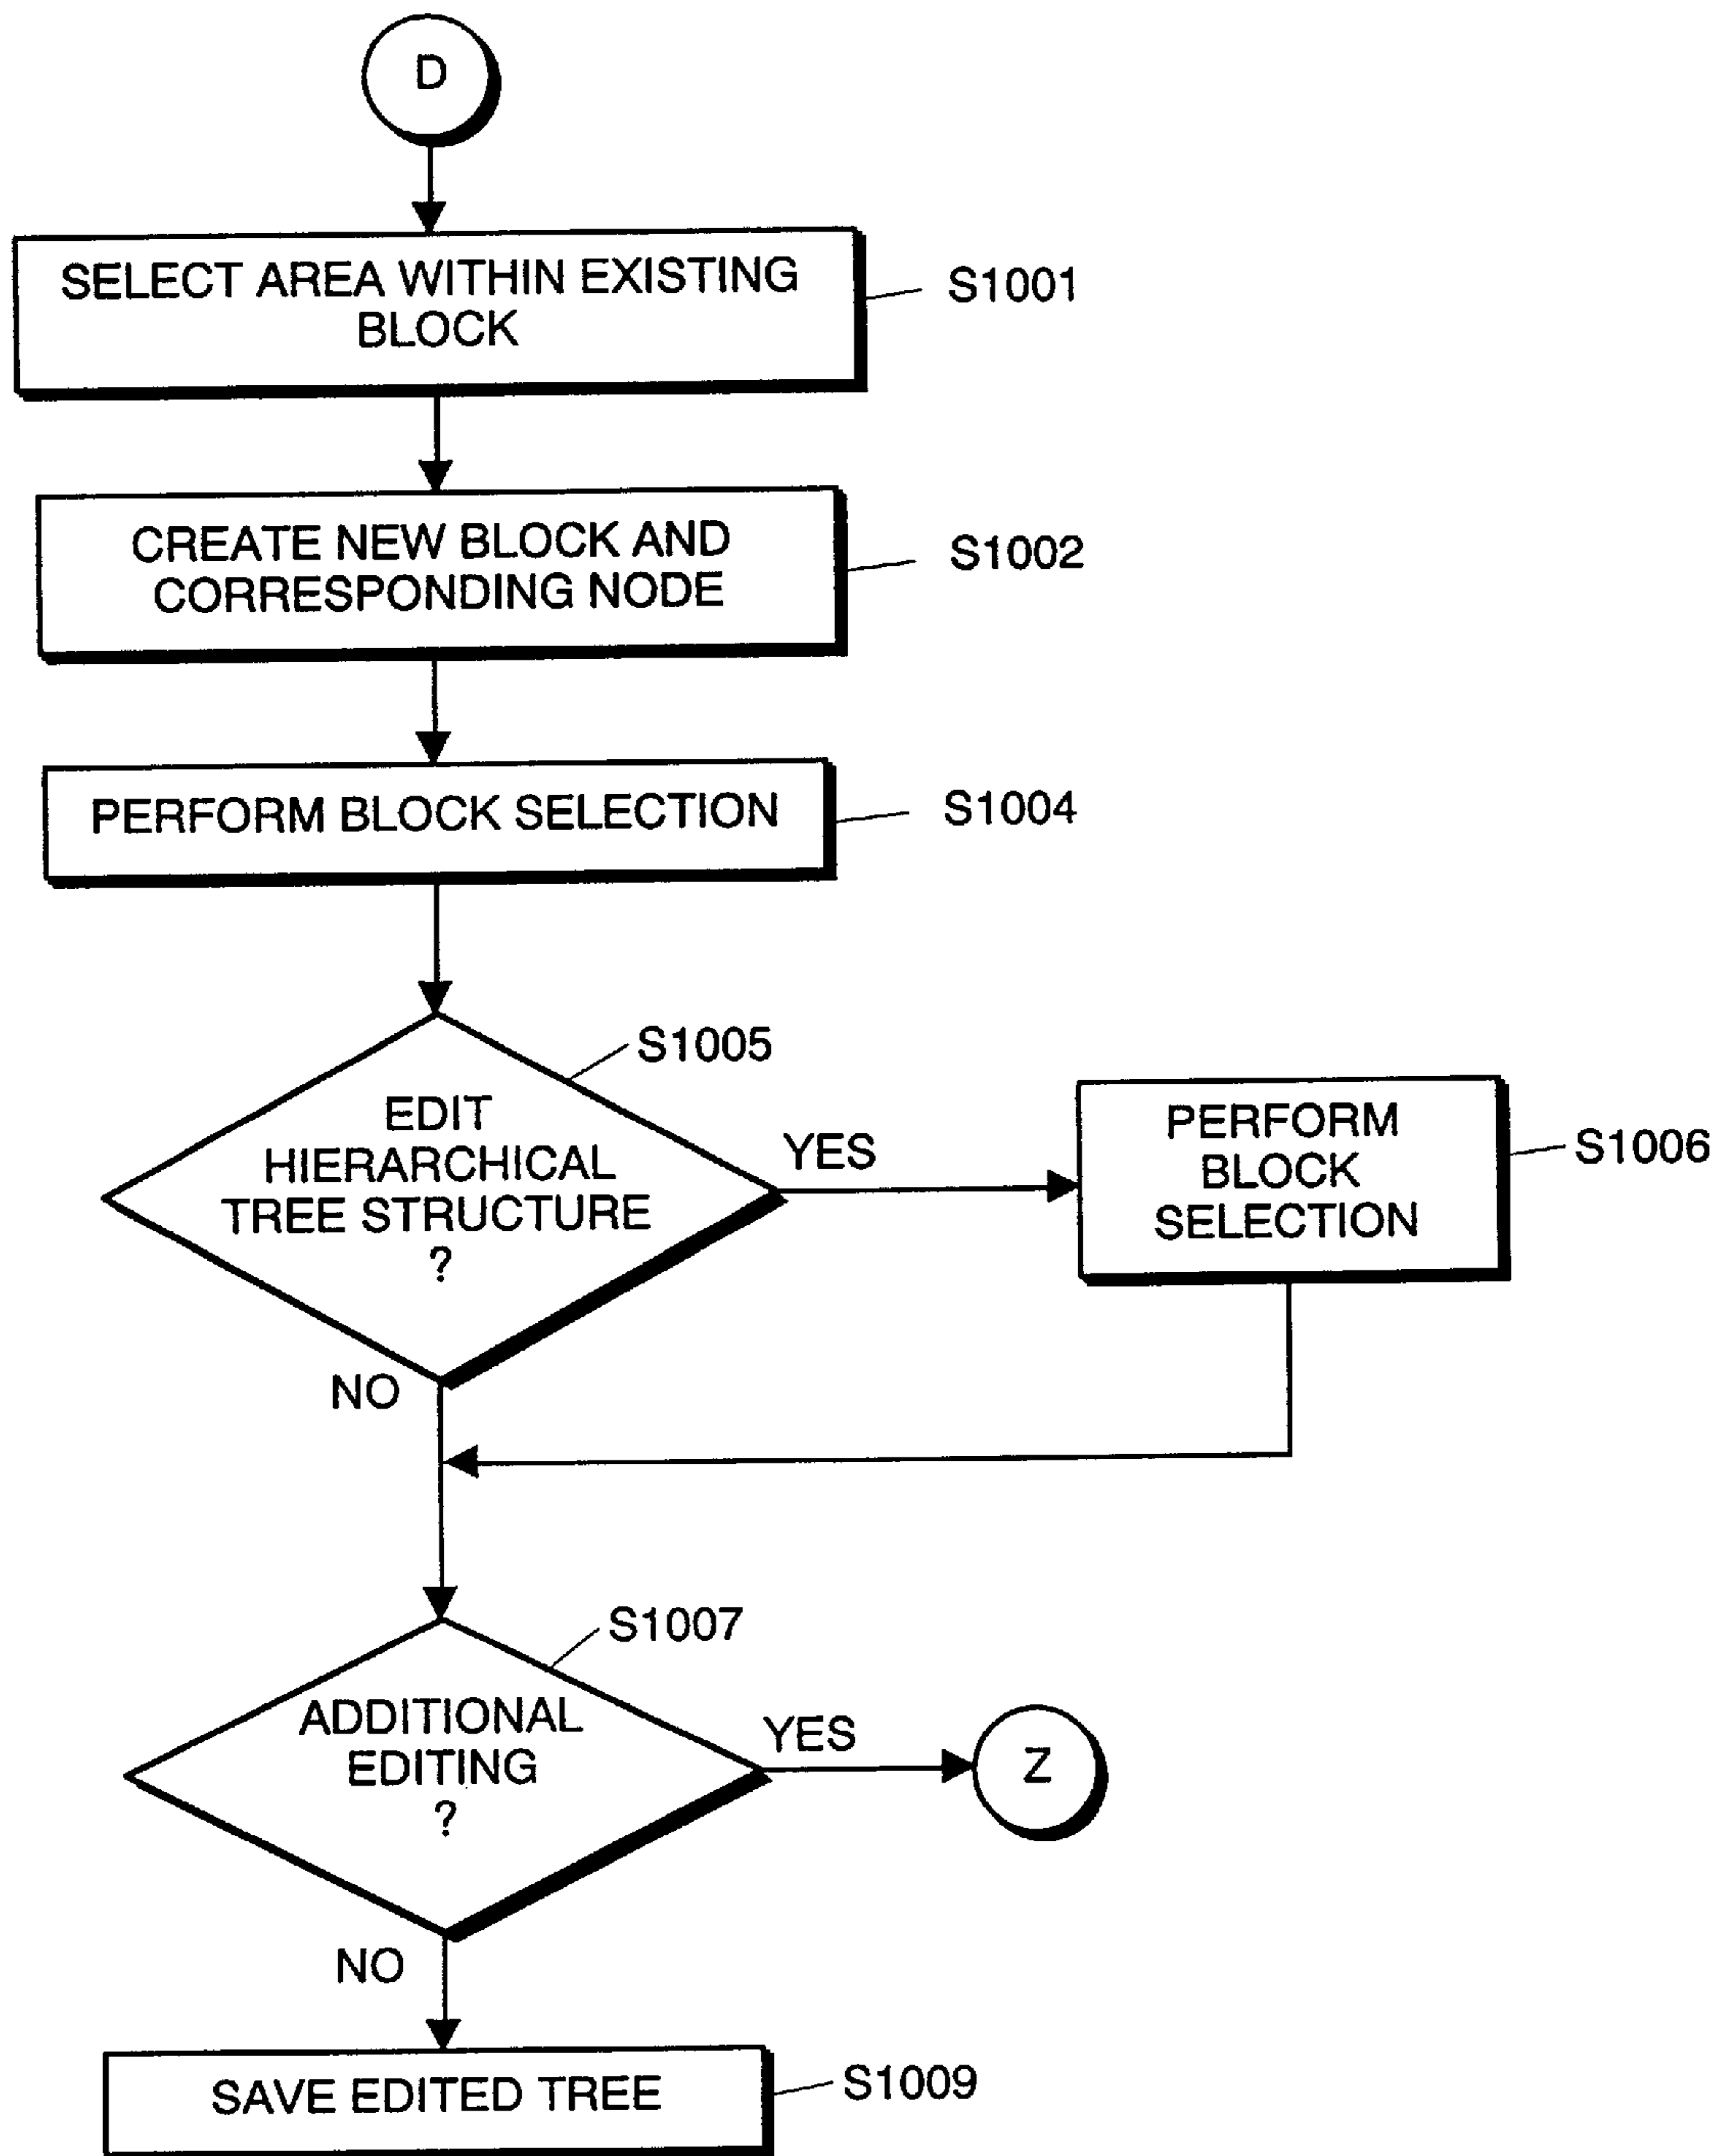 D
SELECT AREA WITHIN EXISTING
BLOCK
S1001
CREATE NEW BLOCK AND
CORRESPONDING NODE
S1002
PERFORM BLOCK SELECTION
S1004
S1005
EDIT
HIERARCHICAL
TREE STRUCTURE
?
YES
PERFORM
BLOCK
SELECTION
S1006
NO
S1007
ADDITIONAL
EDITING
?
YES
Z
NO
SAVE EDITED TREE
S1009